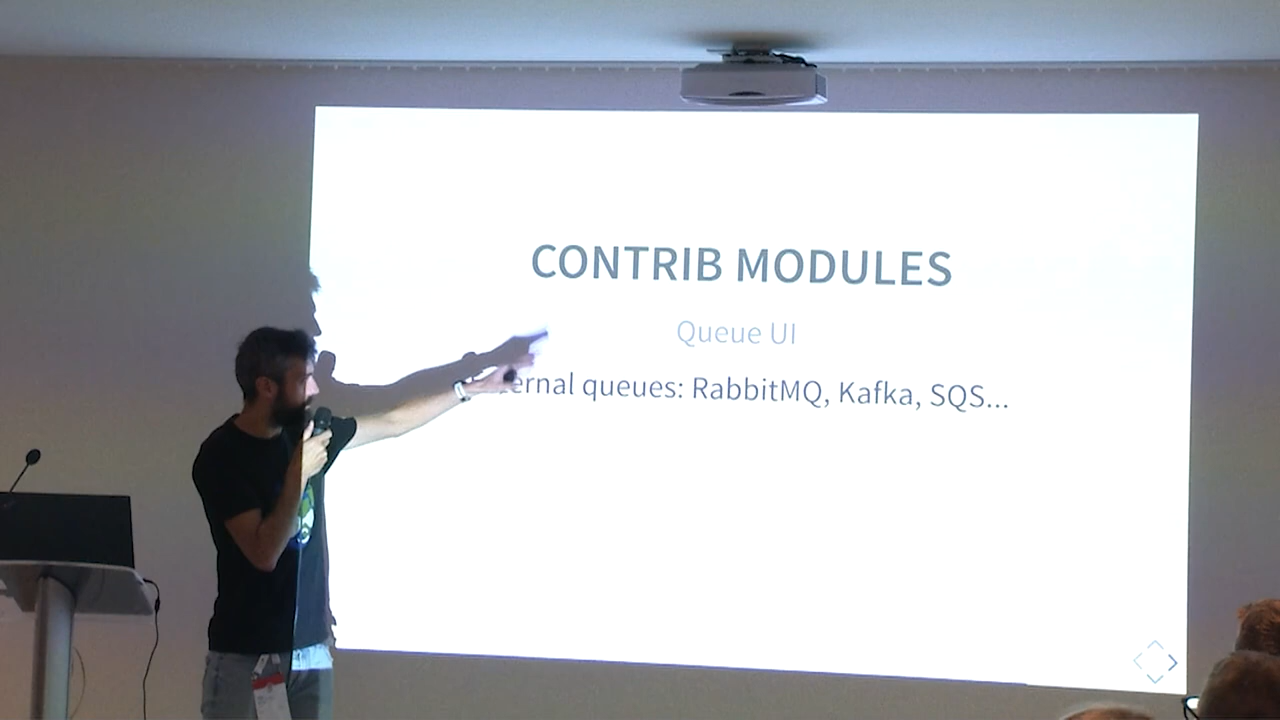 CONTRIB MODULES
Queue UI
queues: RabbitMQ, Kafka, SQS...